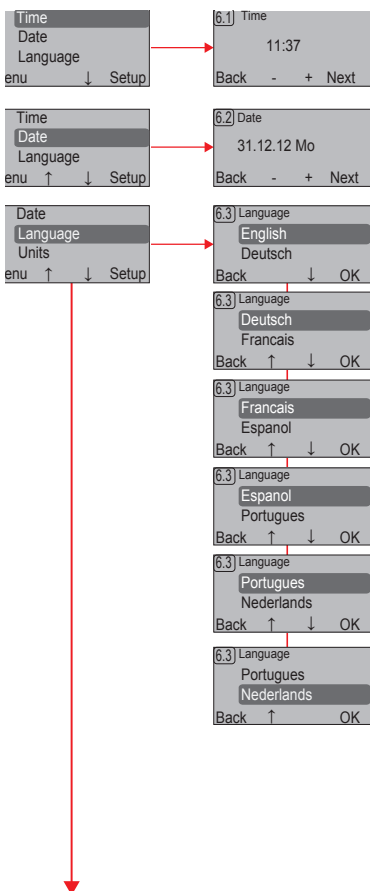 Time
Date
Language
enu ↓ Setup
6.1 Time
11:37
Back - + Next
Time
Date
Language
enu ↑ ↓ Setup
6.2 Date
31.12.12 Mo
Back - + Next
Date
Language
Units
enu ↑ ↓ Setup
6.3 Language
English
Deutsch
Back ↓ OK
6.3 Language
Deutsch
Francais
Back ↑ ↓ OK
6.3 Language
Francais
Espanol
Back ↑ ↓ OK
6.3 Language
Espanol
Portugues
Back ↑ ↓ OK
6.3 Language
Portugues
Nederlands
Back ↑ ↓ OK
6.3 Language
Portugues
Nederlands
Back ↑ OK